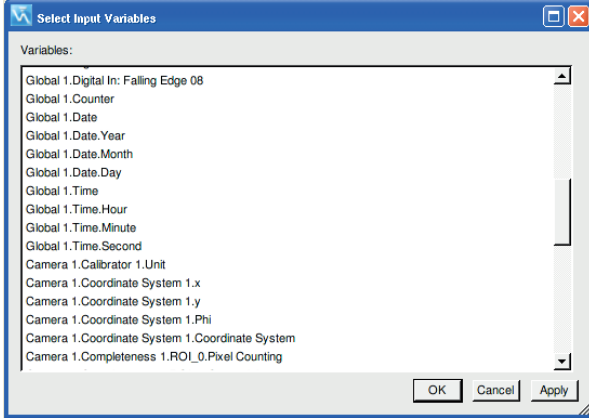 Select Input Variables
Variables:
Global 1.Digital In: Falling Edge 08
Global 1.Counter
Global 1.Date
Global 1.Date.Year
Global 1.Date.Month
Global 1.Date.Day
Global 1.Time
Global 1.Time.Hour
Global 1.Time.Minute
Global 1.Time.Second
Camera 1.Calibrator 1.Unit
Camera 1.Coordinate System 1.x
Camera 1.Coordinate System 1.y
Camera 1.Coordinate System 1.Phi
Camera 1.Coordinate System 1.Coordinate System
Camera 1.Completeness 1.ROI_0.Pixel Counting
OK Cancel Apply